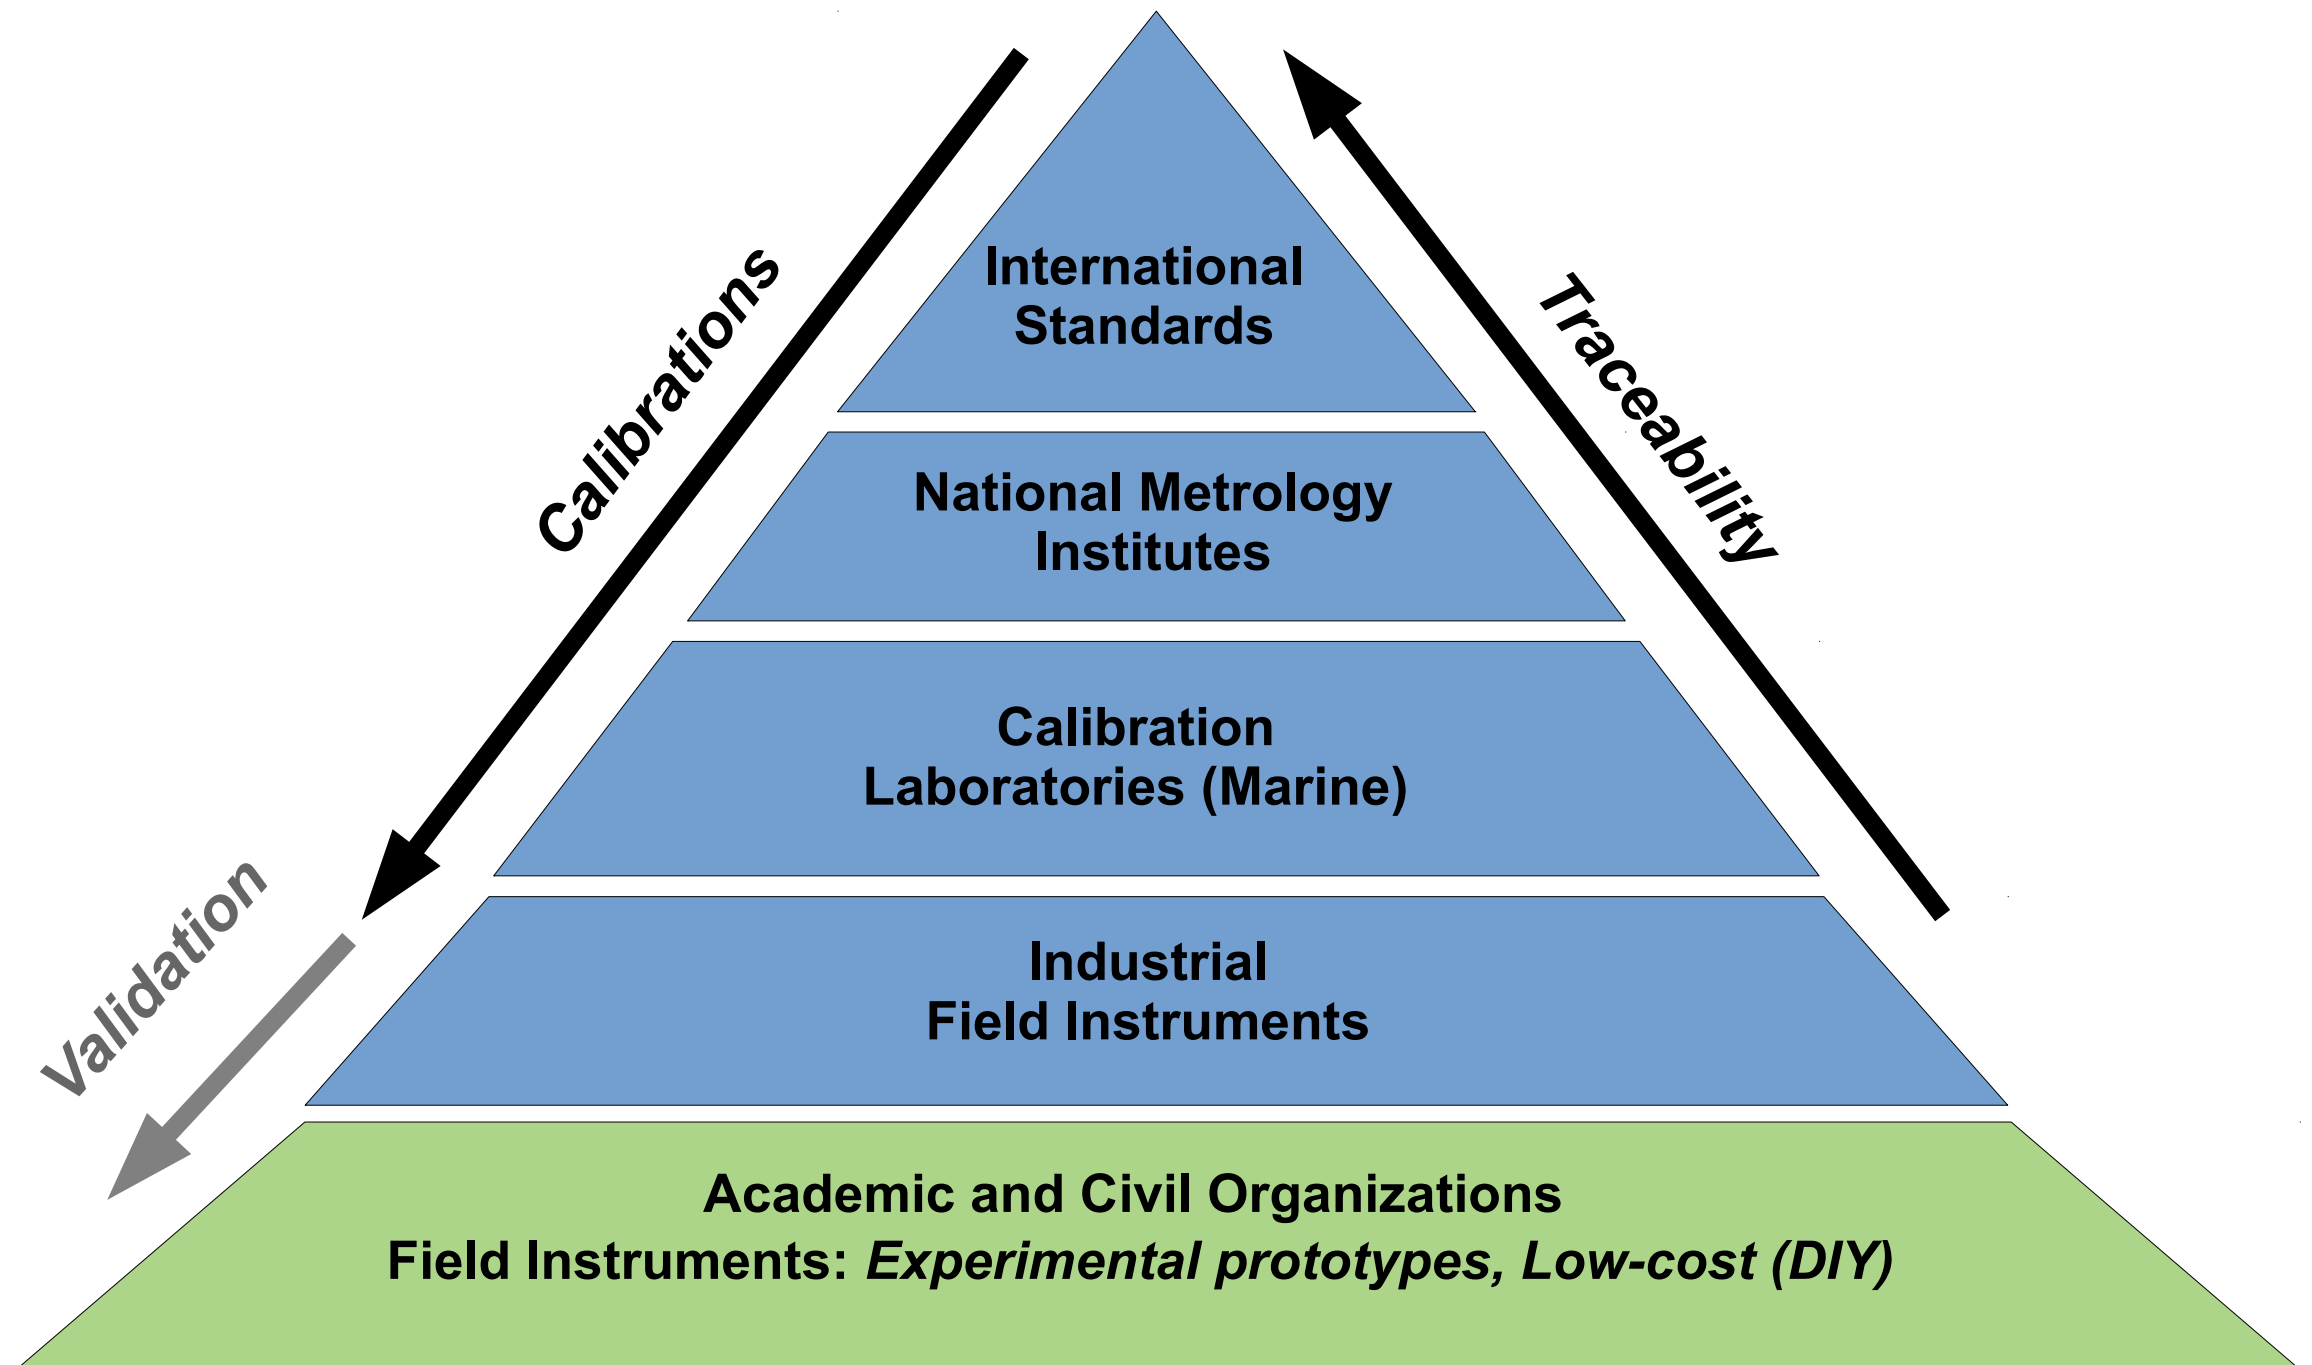 International
Standards
Calibrations
Traceability
National Metrology
Institutes
Calibration
Laboratories (Marine)
Validation
Industrial
Field Instruments
Academic and Civil Organizations
Field Instruments: Experimental prototypes, Low-cost (DIY)